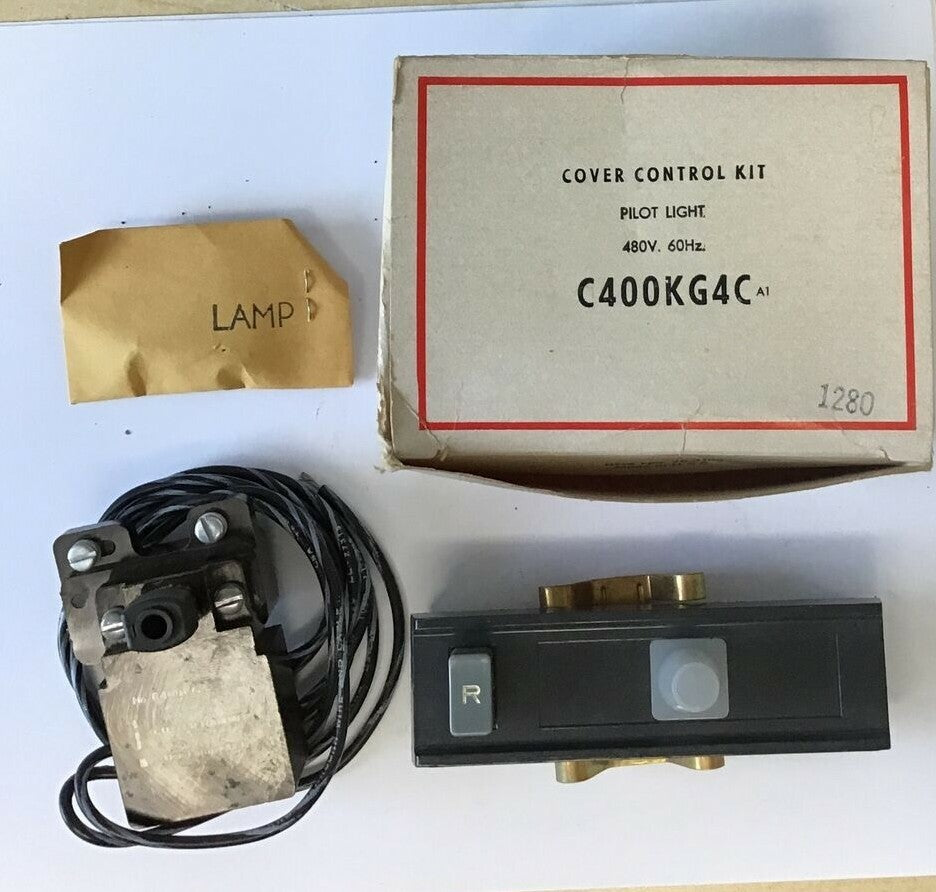 COVER CONTROL KIT
PILOT LIGHT
480V. 60Hz.
C400KG4C A1
1280
LAMP
R